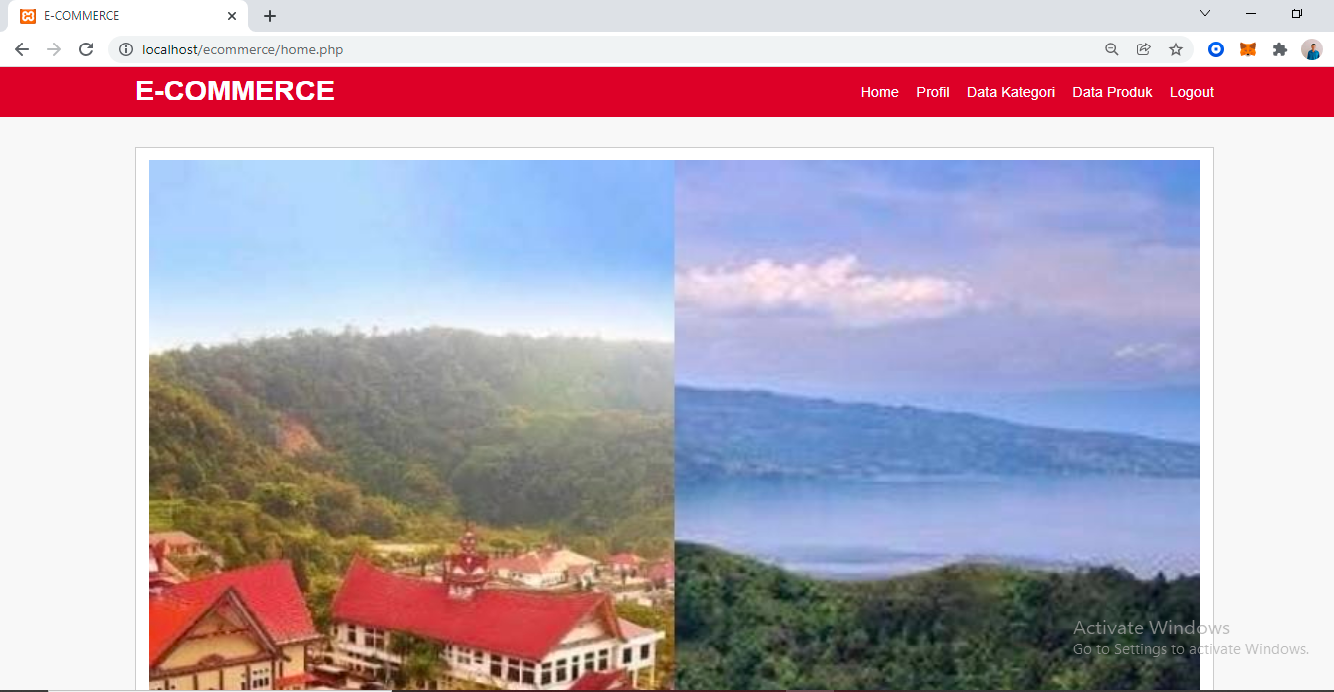 E-COMMERCE
localhost/ecommerce/home.php
E-COMMERCE
Home Profil Data Kategori Data Produk Logout
Activate Windows
Go to Settings to activate Windows.